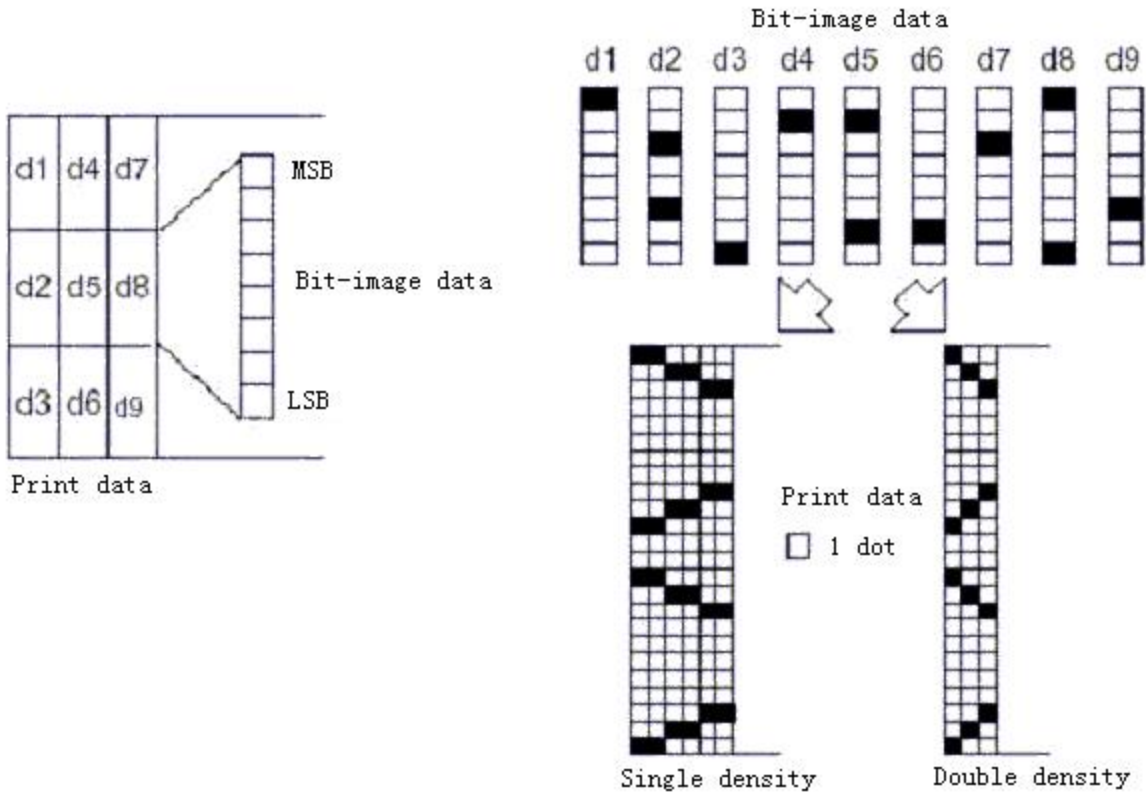 d1 d4 d7
d2 d5 d8
d3 d6 d9
MSB
Bit-image data
LSB
Print data
Bit-image data
d1 d2 d3 d4 d5 d6 d7 d8 d9
Print data
1 dot
Single density
Double density